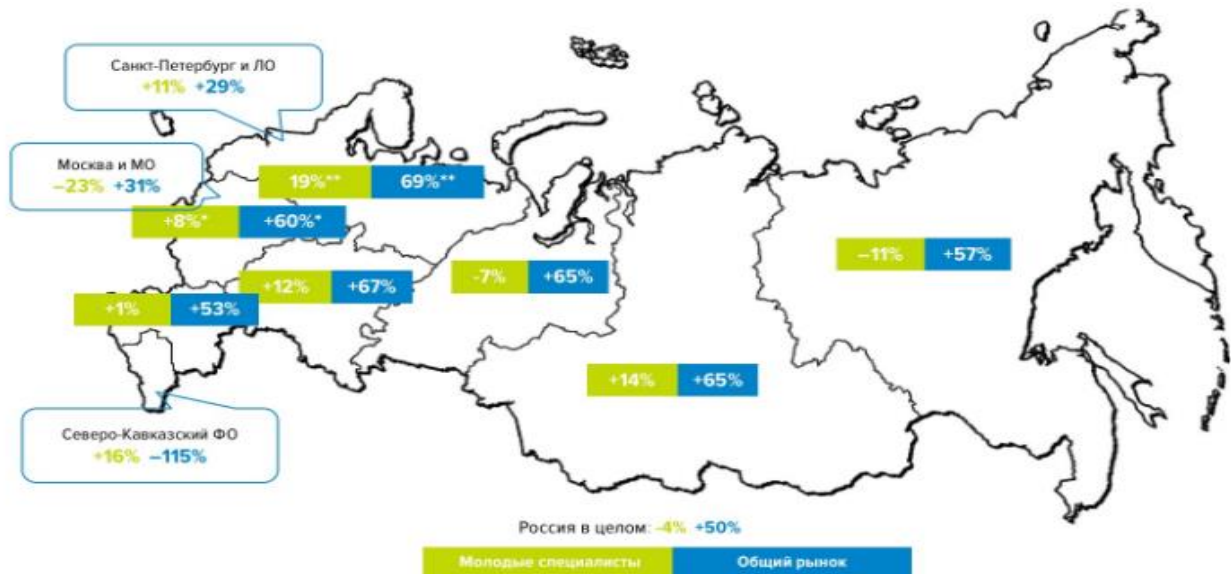 Санкт-Петербург и ЛО
+11% +29%
Москва и МО
−23% +31%
19%** 69%**
+8%* +60%*
-7% +65%
−11% +57%
+12% +67%
+1% +53%
+14% +65%
Северо-Кавказский ФО
+16% −115%
Россия в целом: -4% +50%
Молодые специалисты Общий рынок